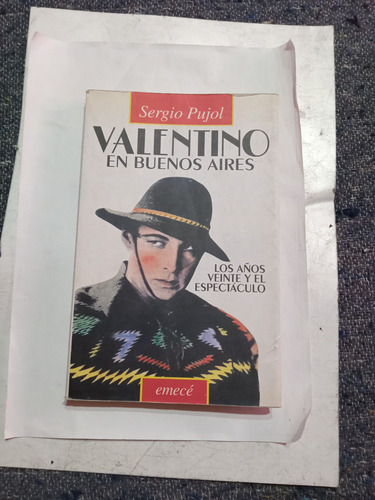 Sergio Pujol
VALENTINO
EN BUENOS AIRES
LOS AÑOS
VEINTE Y EL
ESPECTÁCULO
emecé